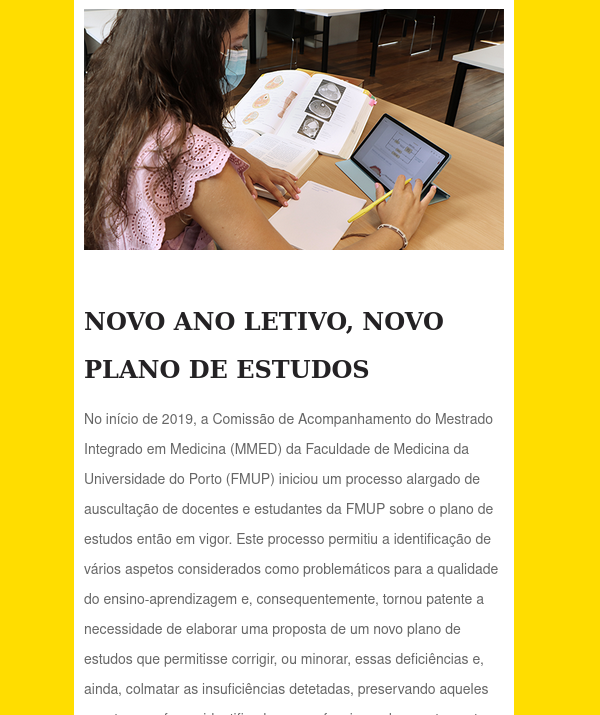 NOVO ANO LETIVO, NOVO
PLANO DE ESTUDOS
No início de 2019, a Comissão de Acompanhamento do Mestrado
Integrado em Medicina (MMED) da Faculdade de Medicina da
Universidade do Porto (FMUP) iniciou um processo alargado de
auscultação de docentes e estudantes da FMUP sobre o plano de
estudos então em vigor. Este processo permitiu a identificação de
vários aspetos considerados como problemáticos para a qualidade
do ensino-aprendizagem e, consequentemente, tornou patente a
necessidade de elaborar uma proposta de um novo plano de
estudos que permitisse corrigir, ou minorar, essas deficiências e,
ainda, colmatar as insuficiências detetadas, preservando aqueles